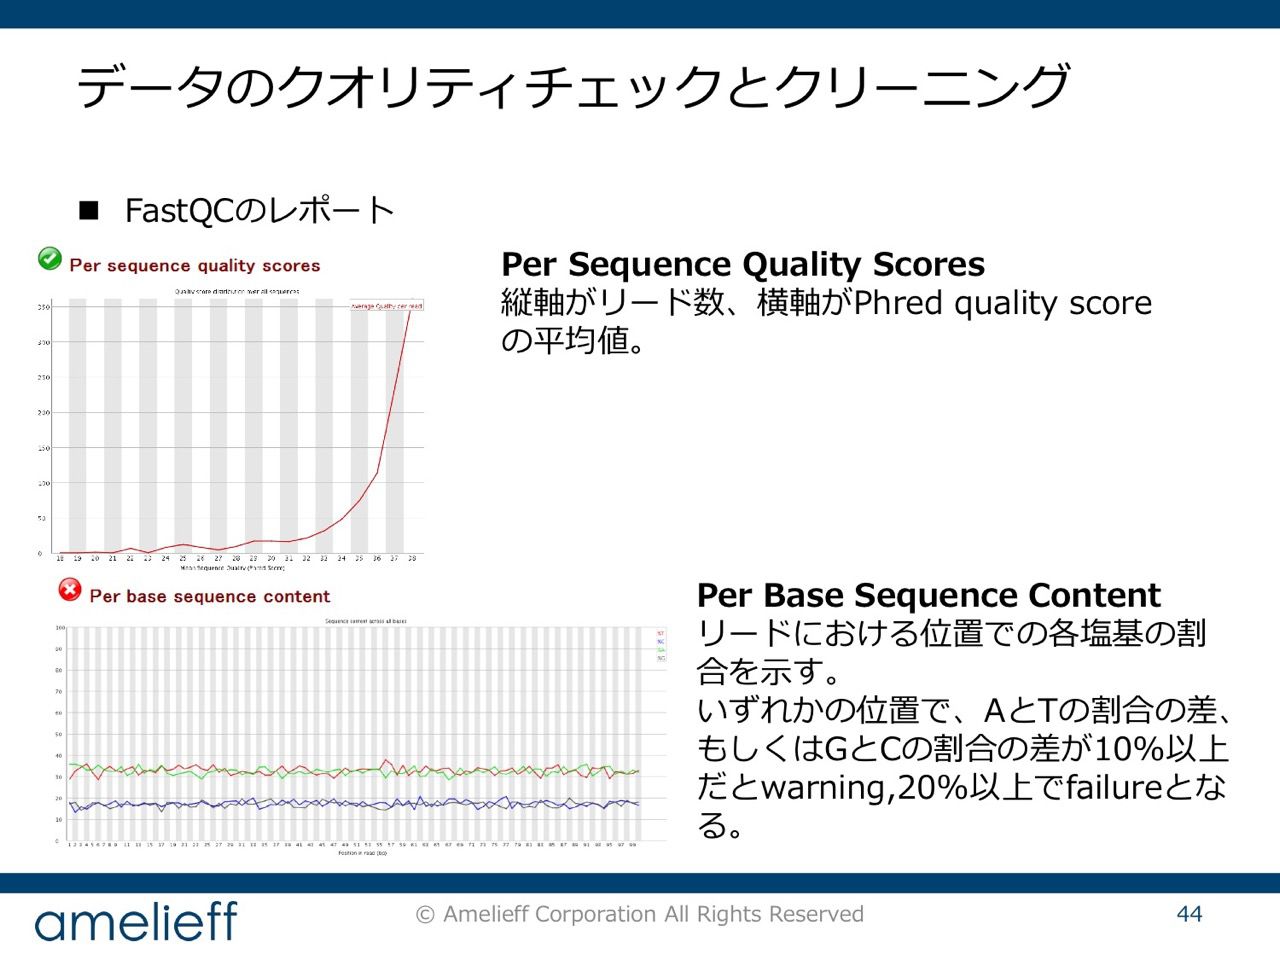 データのクオリティチェックとクリーニング
■ FastQCのレポート
Per sequence quality scores
Quality score distribution over all sequences
Average Quality per read
350
300
250
200
150
100
50
0
18 19 20 21 22 23 24 25 26 27 28 29 30 31 32 33 34 35 36 37 38
Mean Sequence Quality (Phred Score)
Per Sequence Quality Scores
縦軸がリード数、横軸がPhred quality score
の平均値。
Per base sequence content
Sequence content across all bases
%T
%C
%A
%G
100
90
80
70
60
50
40
30
20
10
0
Position in read (bp)
Per Base Sequence Content
リードにおける位置での各塩基の割
合を示す。
いずれかの位置で、AとTの割合の差、
もしくはGとCの割合の差が10%以上
だとwarning,20%以上でfailureとな
る。
amelieff
© Amelieff Corporation All Rights Reserved
44